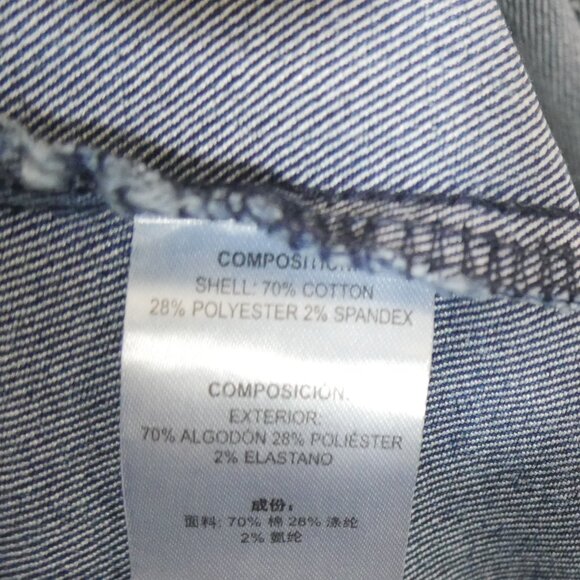 COMPOSITION:
SHELL: 70% COTTON
28% POLYESTER 2% SPANDEX
COMPOSICIÓN:
EXTERIOR:
70% ALGODÓN 28% POLIÉSTER
2% ELASTANO
成份：
面料: 70% 棉 28% 涤纶
2% 氨纶